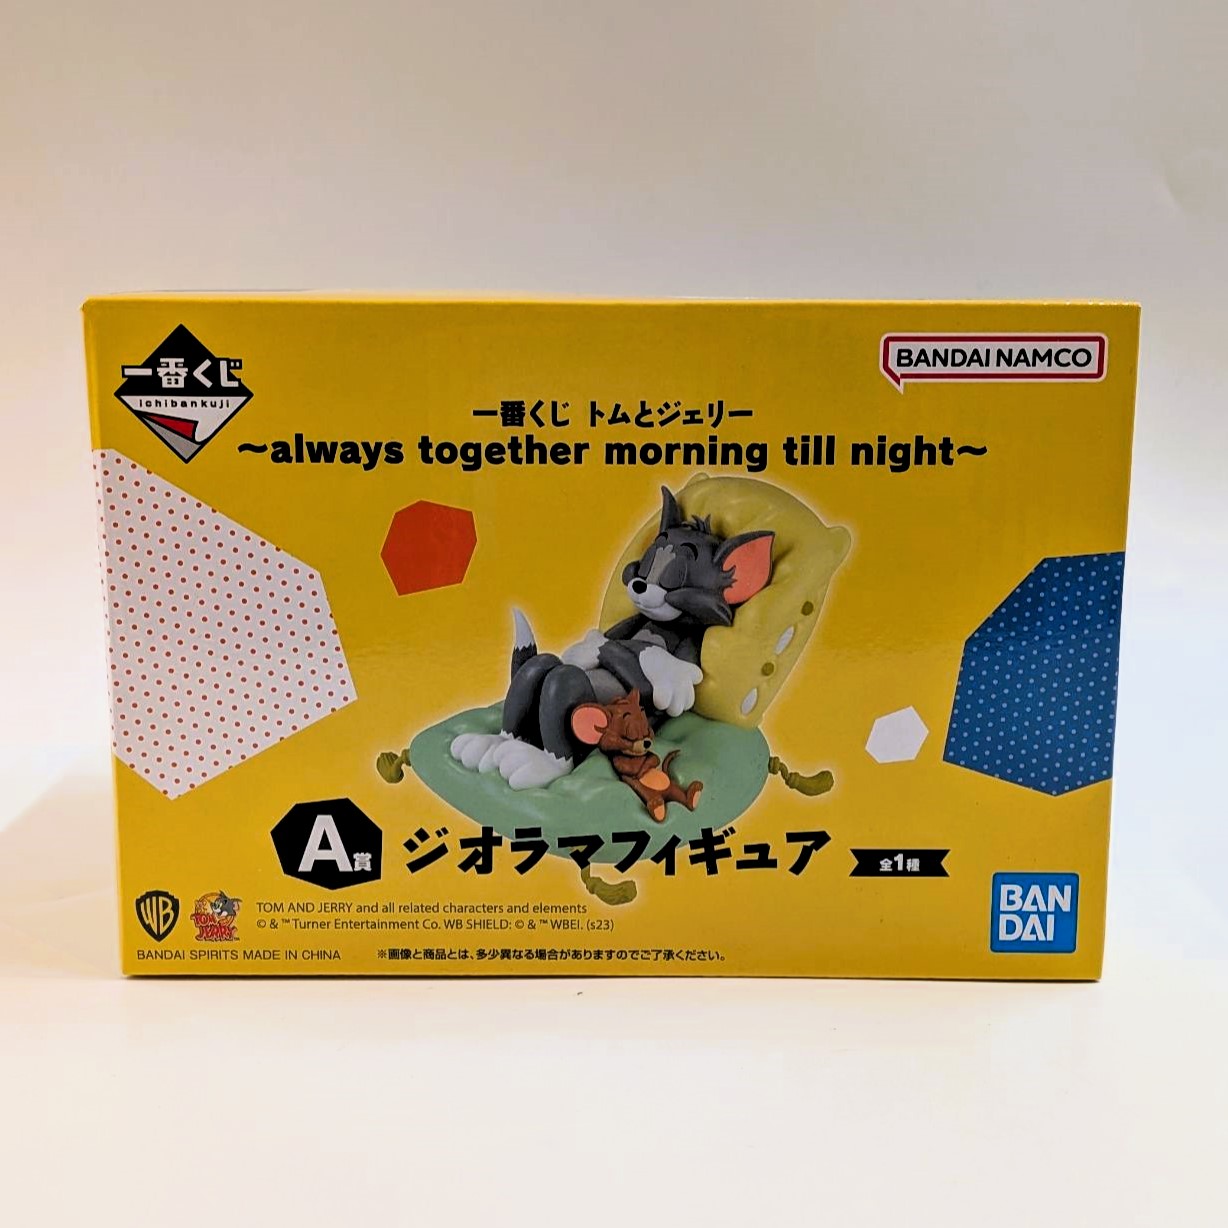 一番くじ
ichibankuji
BANDAI NAMCO
一番くじ トムとジェリー
～always together morning till night～
A賞 ジオラマフィギュア 全1種
WB
TOM AND JERRY
TOM AND JERRY and all related characters and elements
© & ™ Turner Entertainment Co. WB SHIELD: © & ™ WBEI. (s23)
BANDAI SPIRITS MADE IN CHINA
※画像と商品とは、多少異なる場合がありますのでご了承ください。
BAN
DAI